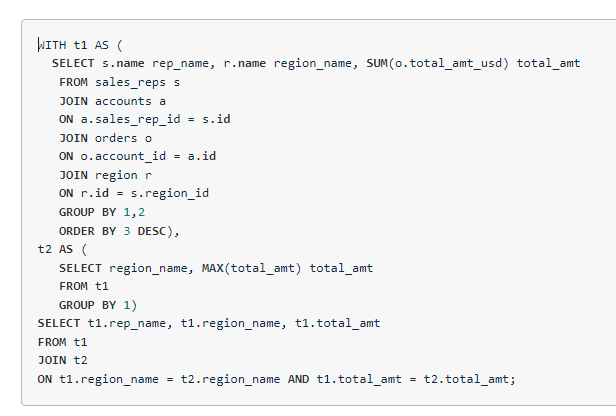 WITH t1 AS (
  SELECT s.name rep_name, r.name region_name, SUM(o.total_amt_usd) total_amt
   FROM sales_reps s
   JOIN accounts a
   ON a.sales_rep_id = s.id
   JOIN orders o
   ON o.account_id = a.id
   JOIN region r
   ON r.id = s.region_id
   GROUP BY 1,2
   ORDER BY 3 DESC),
t2 AS (
   SELECT region_name, MAX(total_amt) total_amt
   FROM t1
   GROUP BY 1)
SELECT t1.rep_name, t1.region_name, t1.total_amt
FROM t1
JOIN t2
ON t1.region_name = t2.region_name AND t1.total_amt = t2.total_amt;